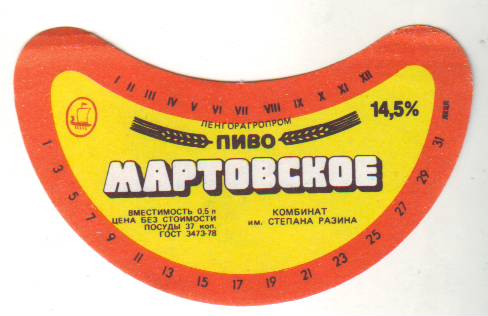 I II III IV V VI VII VIII IX X XI XII
ЛЕНГОРАГРОПРОМ
14,5%
ПИВО
МАРТОВСКОЕ
ВМЕСТИМОСТЬ 0,5 л
ЦЕНА БЕЗ СТОИМОСТИ
ПОСУДЫ 37 коп.
ГОСТ 3473-78
КОМБИНАТ
им. СТЕПАНА РАЗИНА
1 3 5 7 9 11 13 15 17 19 21 23 25 27 29 31